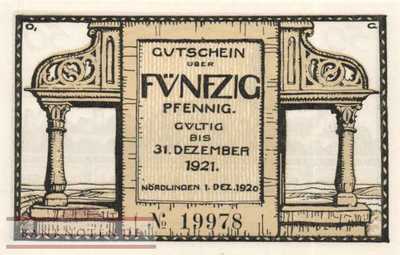 D. C.
GUTSCHEIN
ÜBER
FÜNFZIG
PFENNIG.
GÜLTIG
BIS
31. DEZEMBER
1921.
NÖRDLINGEN 1. DEZ. 1920
№ 19978